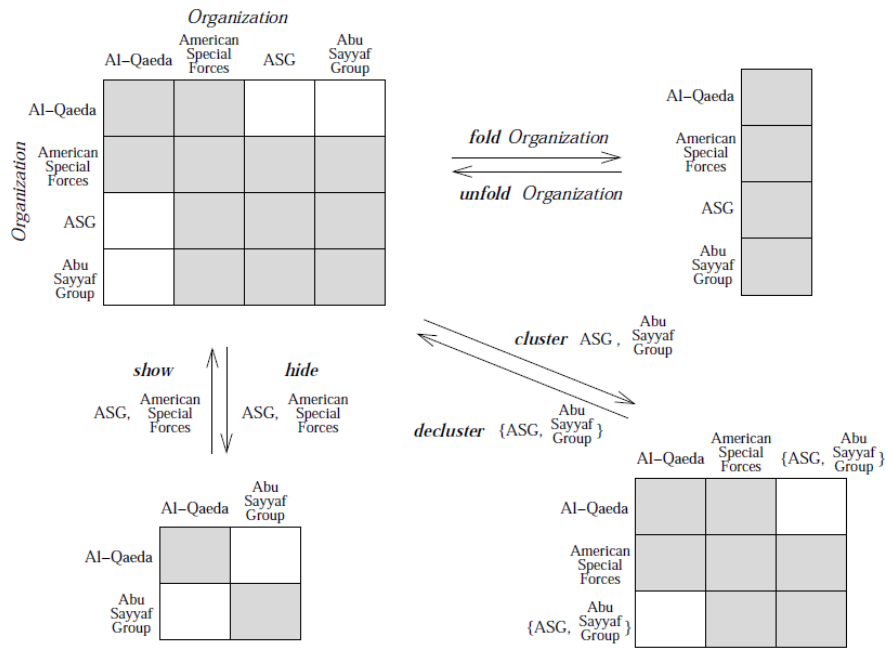 Organization
Al-Qaeda
American
Special
Forces
ASG
Abu
Sayyaf
Group
Organization
Al-Qaeda
American
Special
Forces
ASG
Abu
Sayyaf
Group
fold Organization
unfold Organization
Al-Qaeda
American
Special
Forces
ASG
Abu
Sayyaf
Group
show
ASG, American
Special
Forces
hide
ASG, American
Special
Forces
cluster ASG, Abu
Sayyaf
Group
decluster {ASG, Abu
Sayyaf
Group}
Al-Qaeda
Abu
Sayyaf
Group
Al-Qaeda
Abu
Sayyaf
Group
Al-Qaeda
American
Special
Forces
{ASG, Abu
Sayyaf
Group}
Al-Qaeda
American
Special
Forces
{ASG, Abu
Sayyaf
Group}